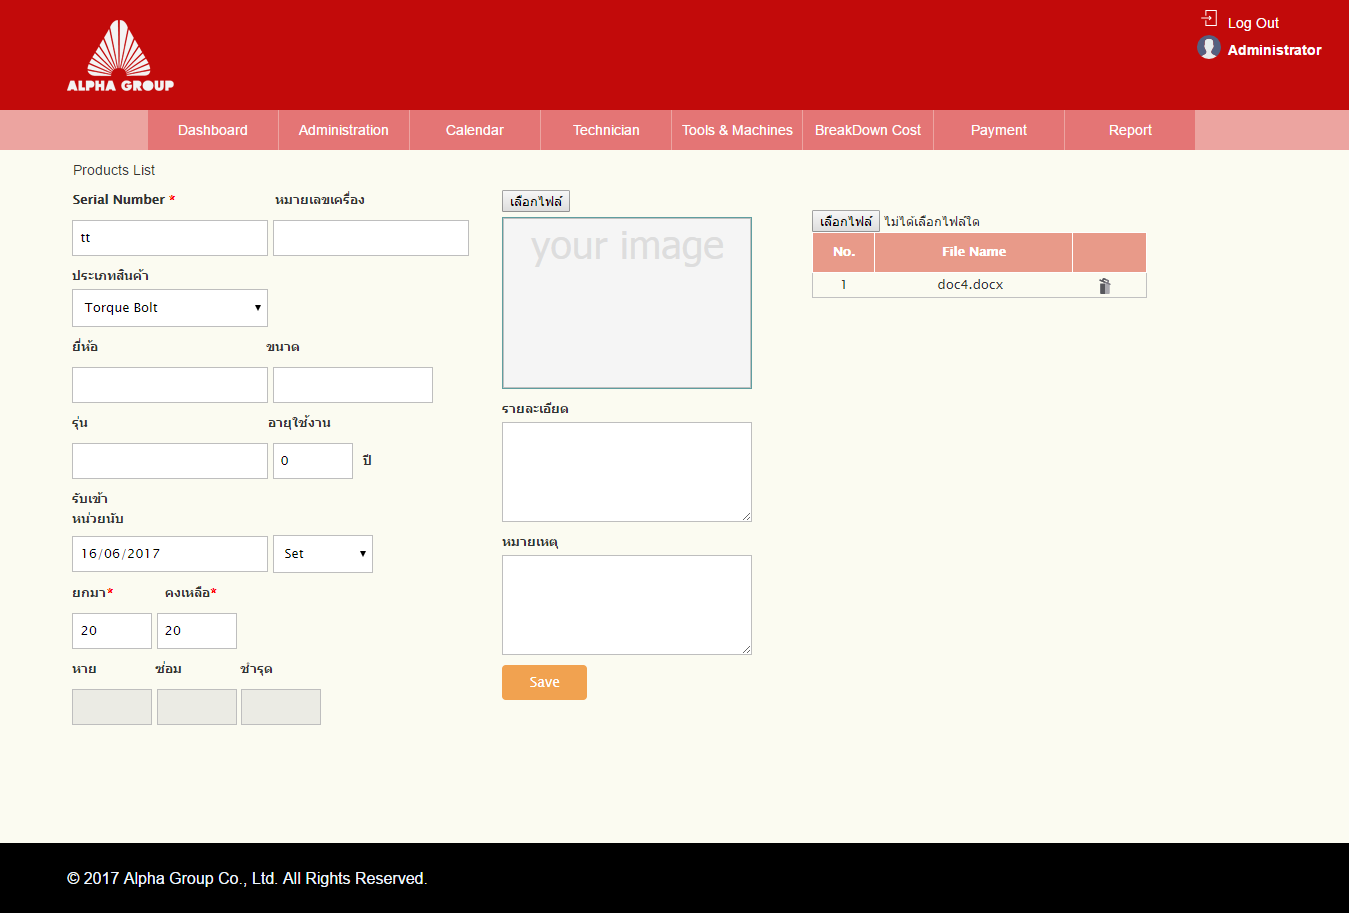 Log Out
Administrator
ALPHA GROUP
Dashboard Administration Calendar Technician Tools & Machines BreakDown Cost Payment Report
Products List
Serial Number * หมายเลขเครื่อง
tt
ประเภทสินค้า
Torque Bolt
ยี่ห้อ ขนาด
รุ่น อายุใช้งาน
0 ปี
รับเข้า
หน่วยนับ
16/06/2017 Set
ยกมา* คงเหลือ*
20 20
หาย ซ่อม ชำรุด
เลือกไฟล์
your image
รายละเอียด
หมายเหตุ
Save
เลือกไฟล์ ไม่ได้เลือกไฟล์ใด
No. File Name
1 doc4.docx
© 2017 Alpha Group Co., Ltd. All Rights Reserved.